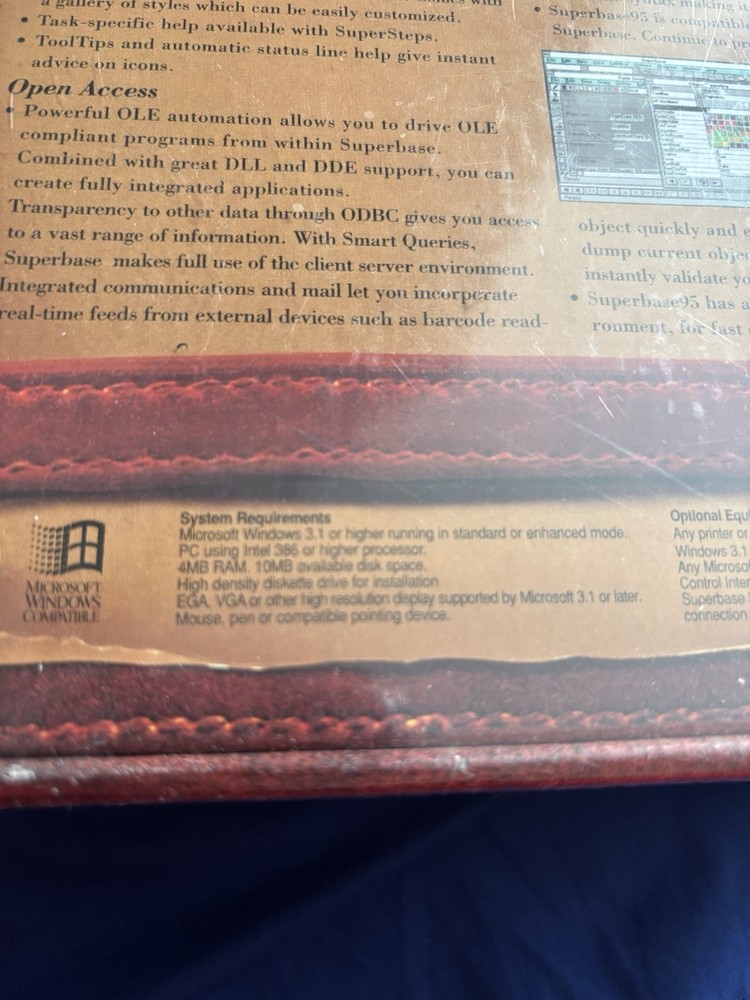 a gallery of styles which can be easily customized.
• Task-specific help available with SuperSteps.
• ToolTips and automatic status line help give instant
advice on icons.
Open Access
• Powerful OLE automation allows you to drive OLE
compliant programs from within Superbase.
Combined with great DLL and DDE support, you can
create fully integrated applications.
Transparency to other data through ODBC gives you access
to a vast range of information. With Smart Queries,
Superbase makes full use of the client server environment.
Integrated communications and mail let you incorporate
real-time feeds from external devices such as barcode read-
making it
• Superbase95 is compatibl
Superbase. Continue to pr
object quickly and e
dump current objec
instantly validate yo
• Superbase95 has a
ronment, for fast
MICROSOFT
WINDOWS
COMPATIBLE
System Requirements
Microsoft Windows 3.1 or higher running in standard or enhanced mode.
PC using Intel 386 or higher processor.
4MB RAM. 10MB available disk space.
High density diskette drive for installation
EGA, VGA or other high resolution display supported by Microsoft 3.1 or later.
Mouse, pen or compatible pointing device.
Optional Equ
Any printer or
Windows 3.1
Any Microsof
Control Inter
Superbase
connection.